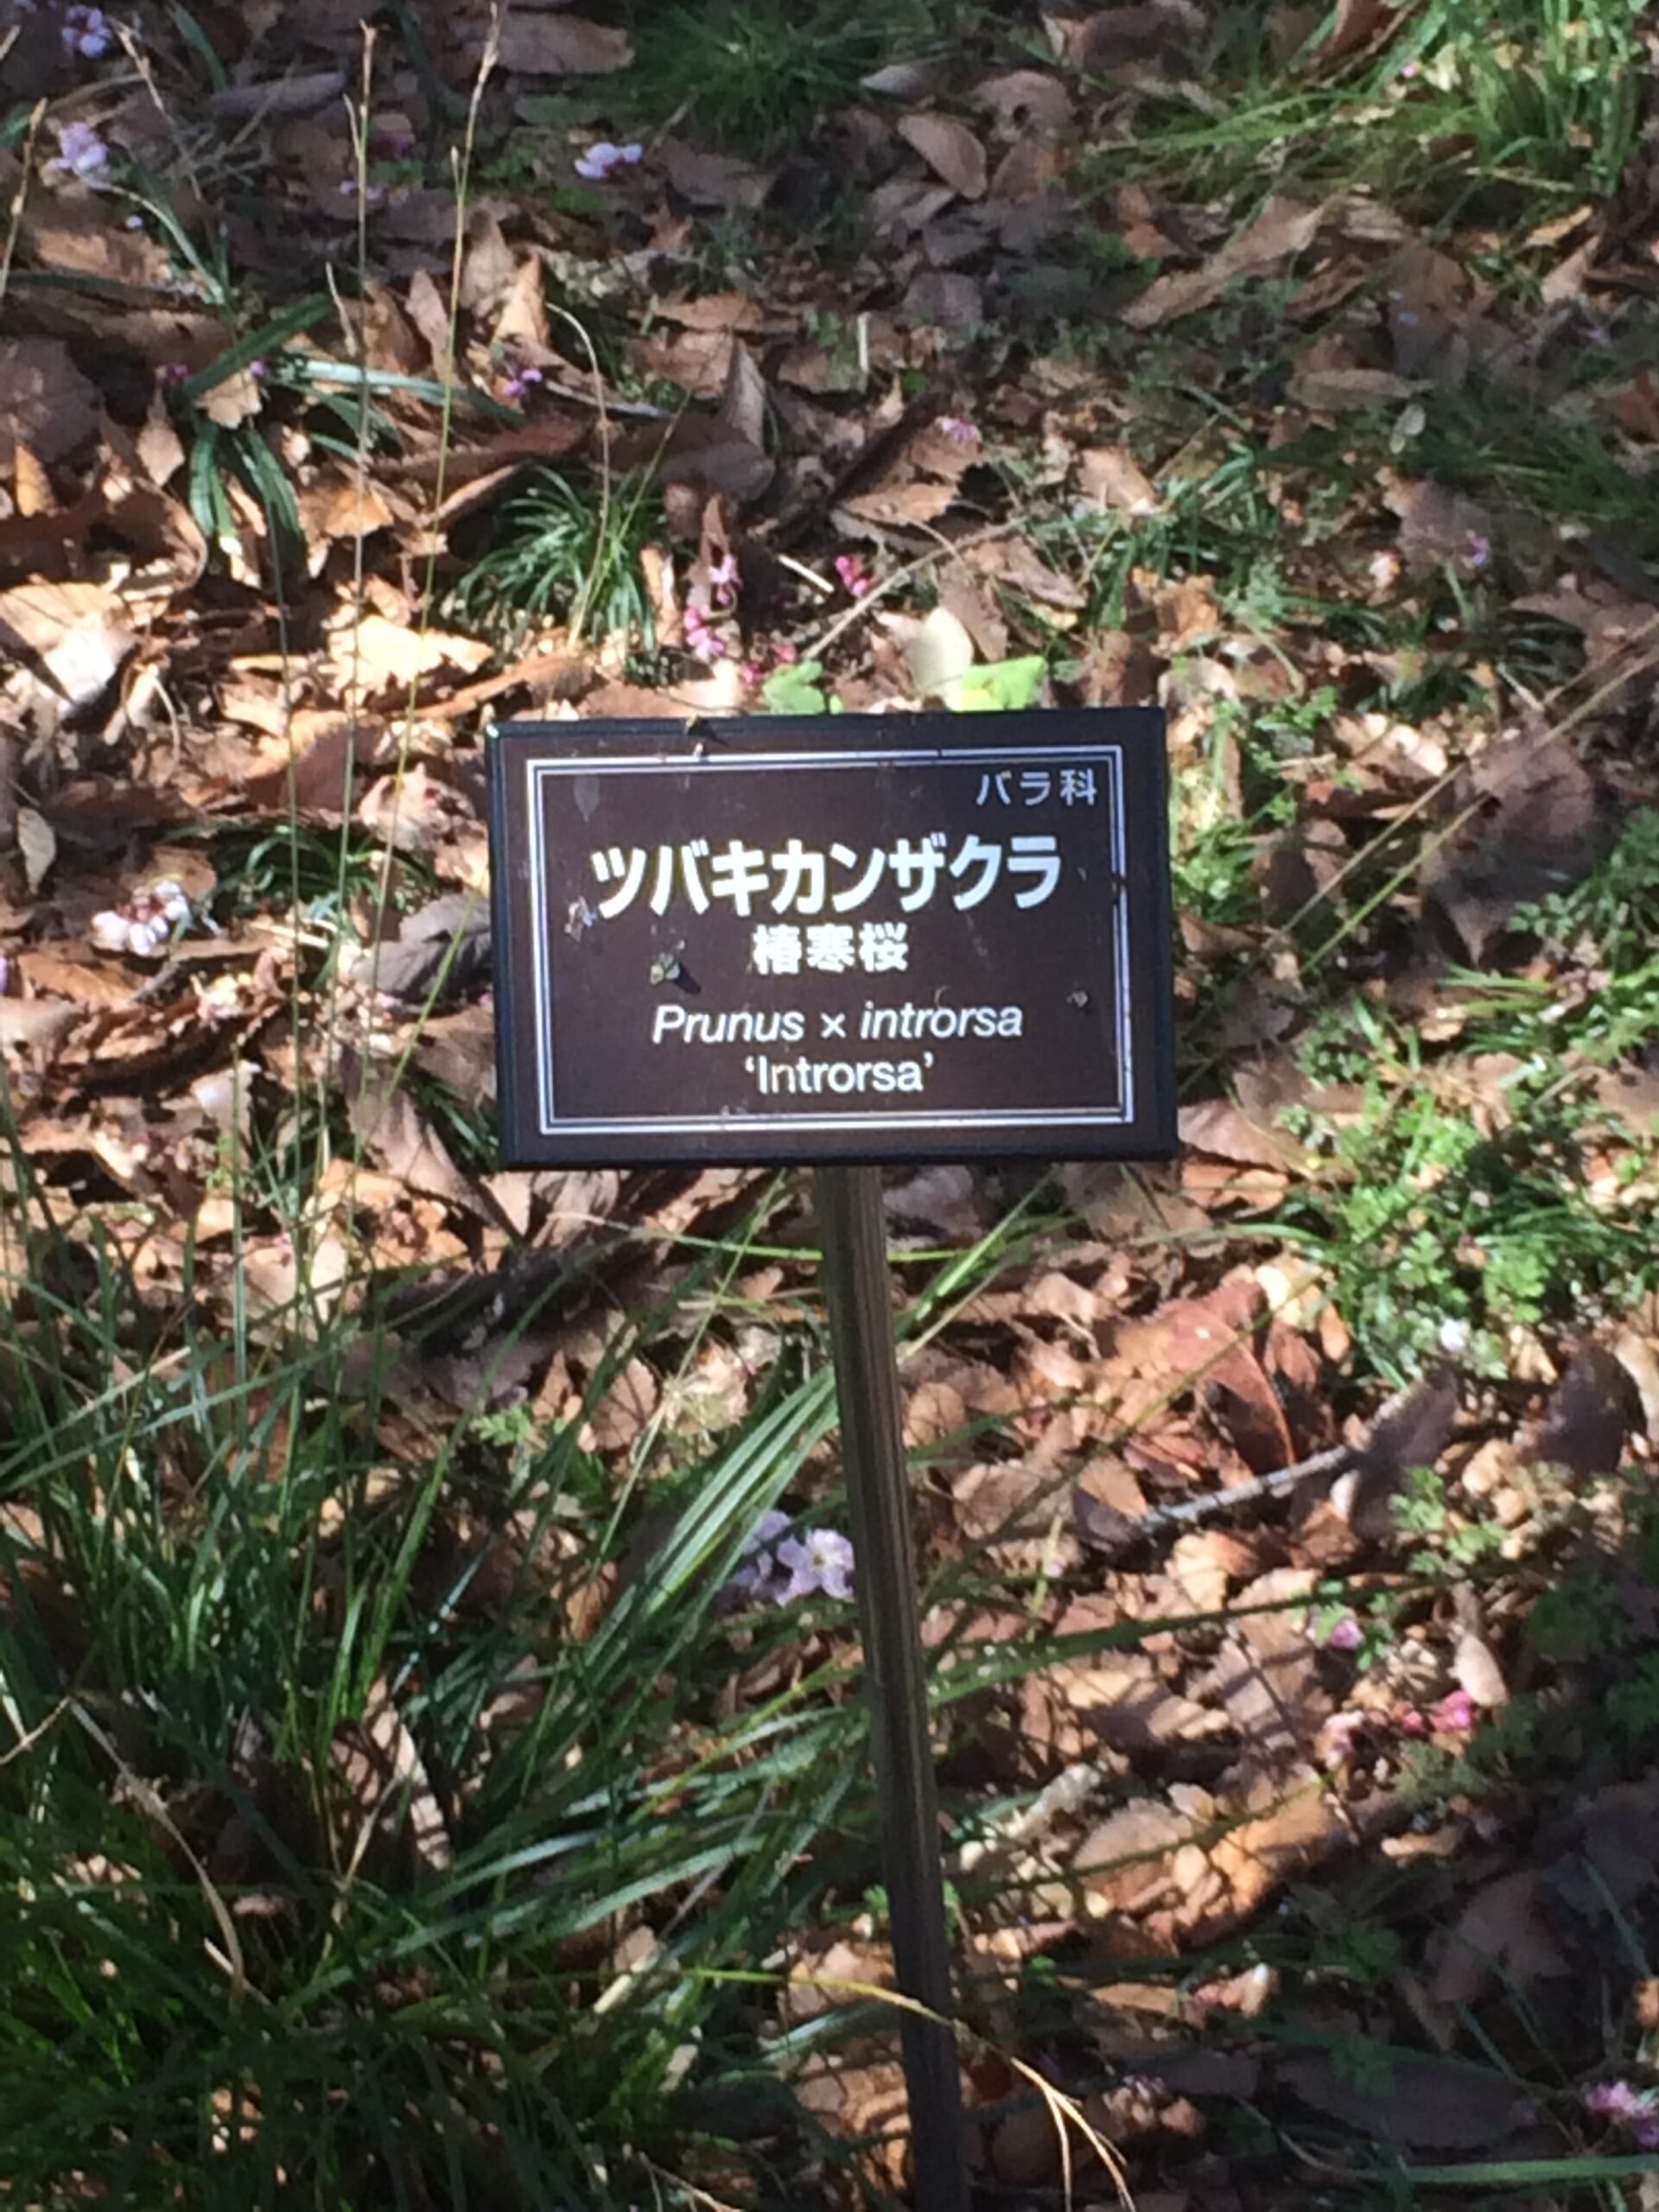 バラ科
ツバキカンザクラ
椿寒桜
Prunus × introrsa
‘Introrsa’